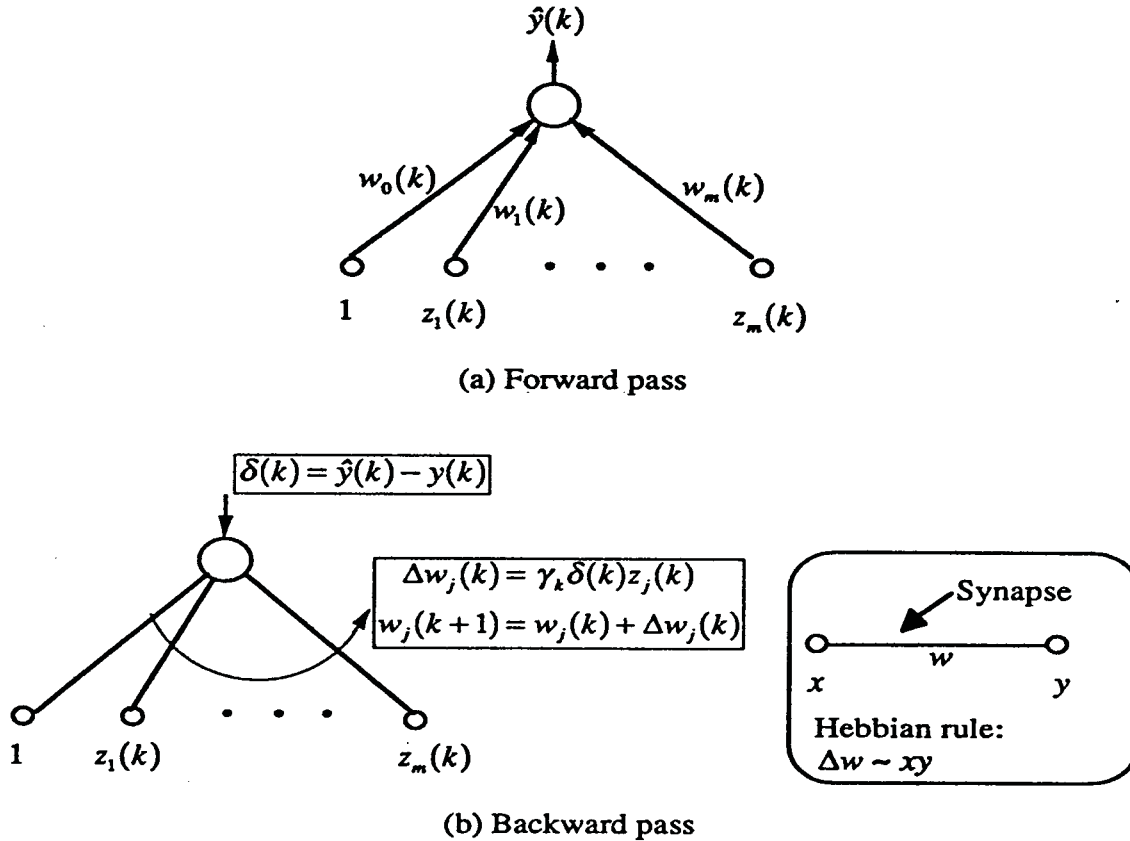 ŷ(k)
w₀(k)
w₁(k)
wₘ(k)
1 z₁(k) · · · zₘ(k)
(a) Forward pass
δ(k) = ŷ(k) − y(k)
Δwⱼ(k) = γₖδ(k)zⱼ(k)
wⱼ(k+1) = wⱼ(k) + Δwⱼ(k)
1 z₁(k) · · · zₘ(k)
Synapse
w
x y
Hebbian rule:
Δw ~ xy
(b) Backward pass